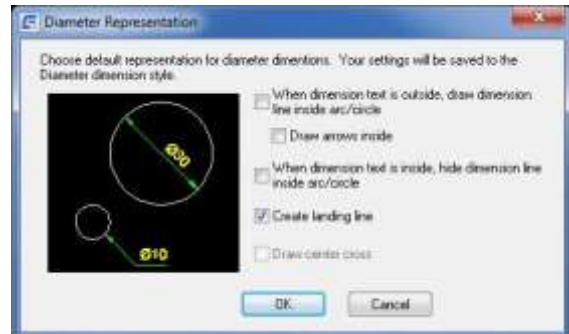 Diameter Representation
Choose default representation for diameter dimentions. Your settings will be saved to the
Diameter dimension style.
When dimension text is outside, draw dimension
line inside arc/circle
Draw arrows inside
When dimension text is inside, hide dimension line
inside arc/circle
Create landing line
Draw center cross
Ø30
Ø10
OK
Cancel